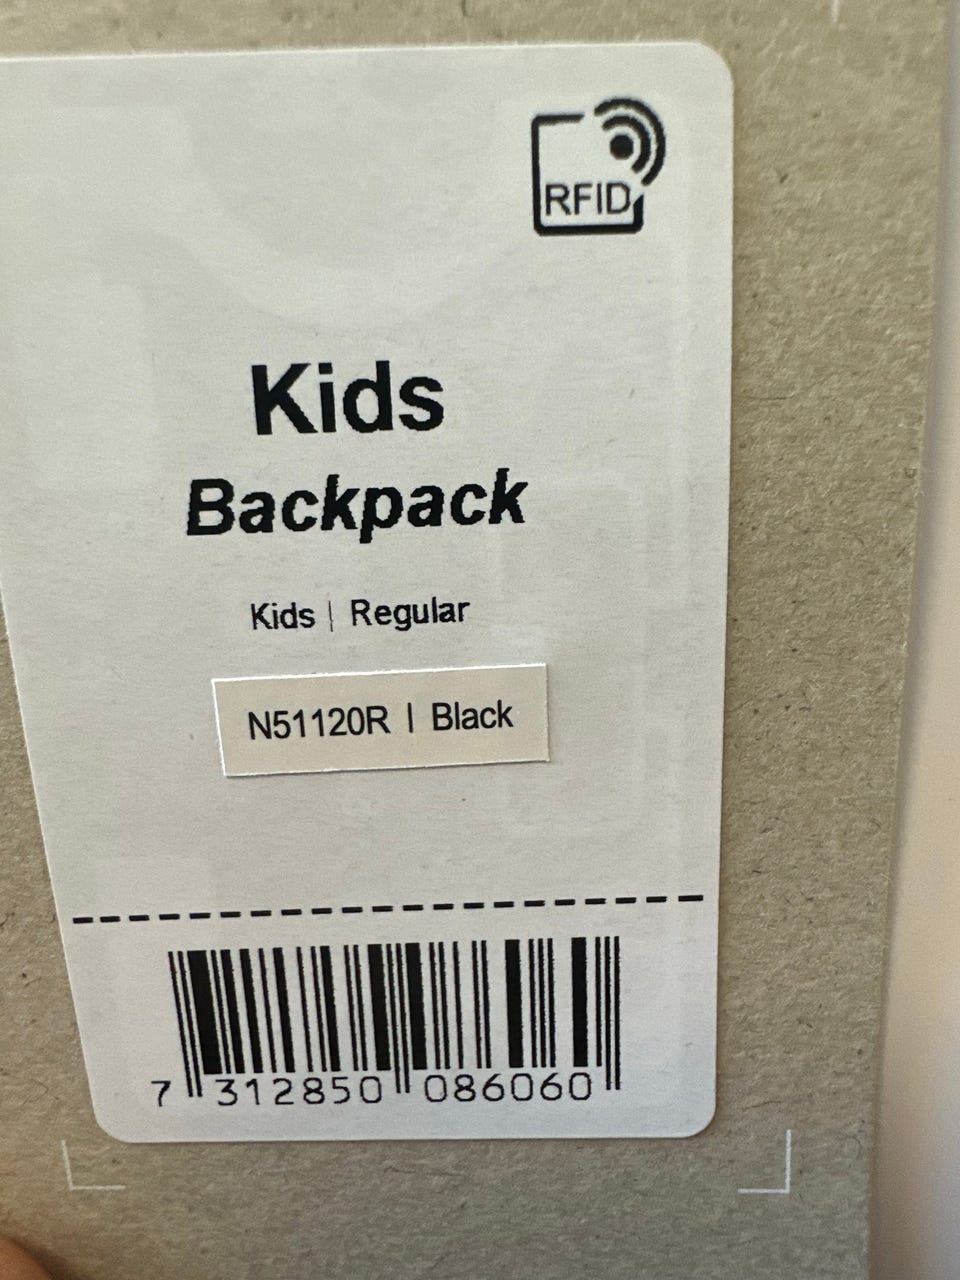 RFID
Kids
Backpack
Kids | Regular
N51120R | Black
7 312850 086060